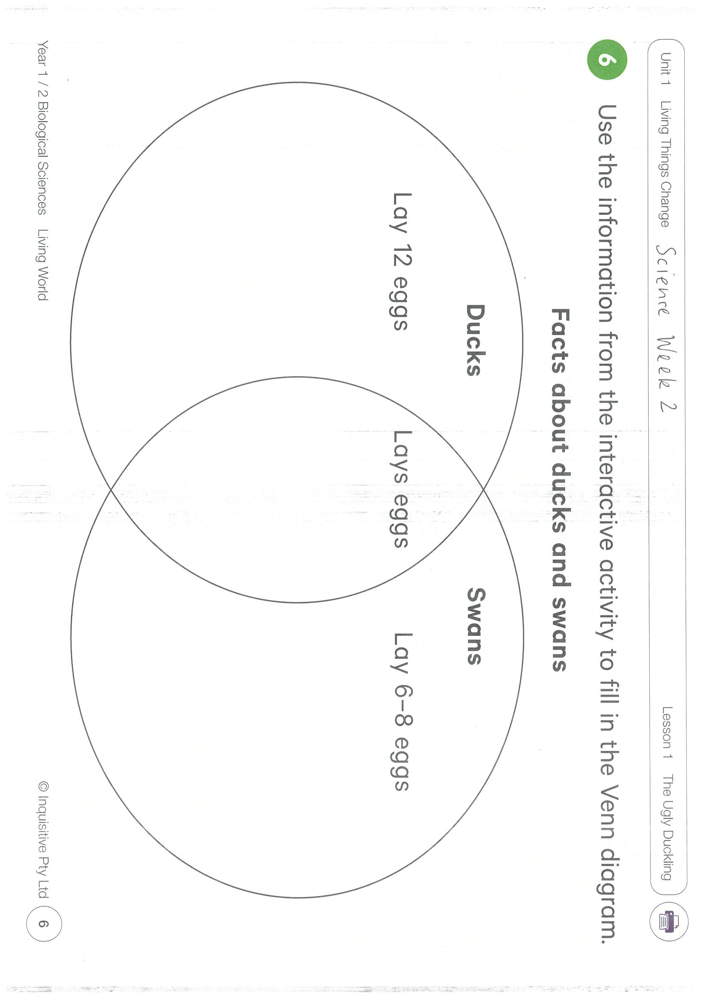 Unit 1 Living Things Change Science Week 2 Lesson 1 The Ugly Duckling
6 Use the information from the interactive activity to fill in the Venn diagram.
Facts about ducks and swans
Ducks Swans
Lay 12 eggs Lays eggs Lay 6–8 eggs
Year 1 / 2 Biological Sciences Living World © Inquisitive Pty Ltd 6